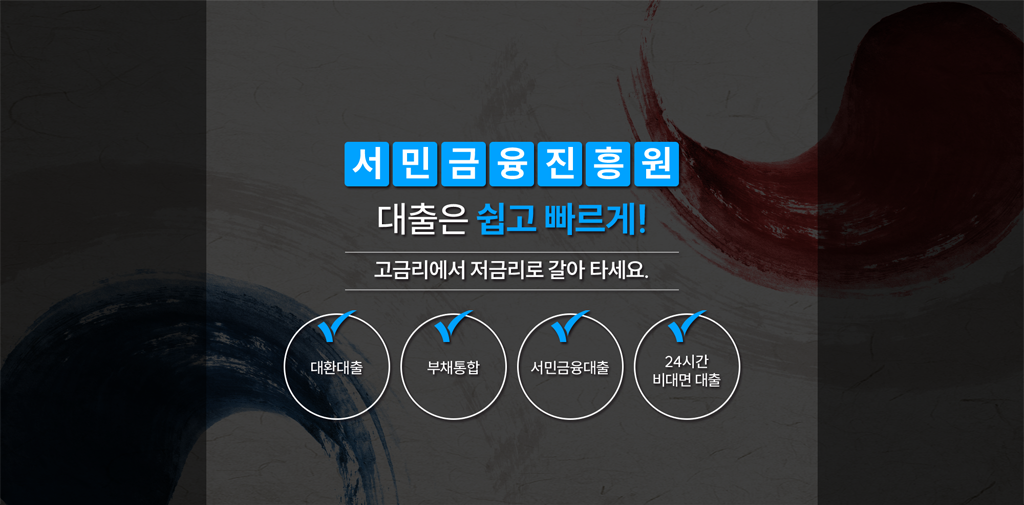 서민금융진흥원
대출은 쉽고 빠르게!
고금리에서 저금리로 갈아 타세요.
대환대출
부채통합
서민금융대출
24시간
비대면 대출